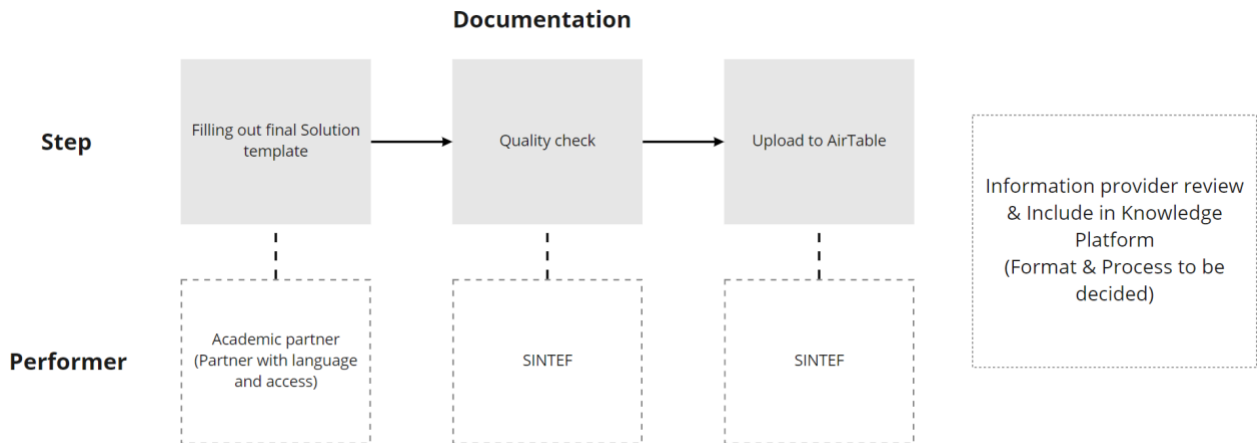 Documentation
Step
Filling out final Solution
template
Quality check
Upload to AirTable
Information provider review
& Include in Knowledge
Platform
(Format & Process to be
decided)
Performer
Academic partner
(Partner with language
and access)
SINTEF
SINTEF